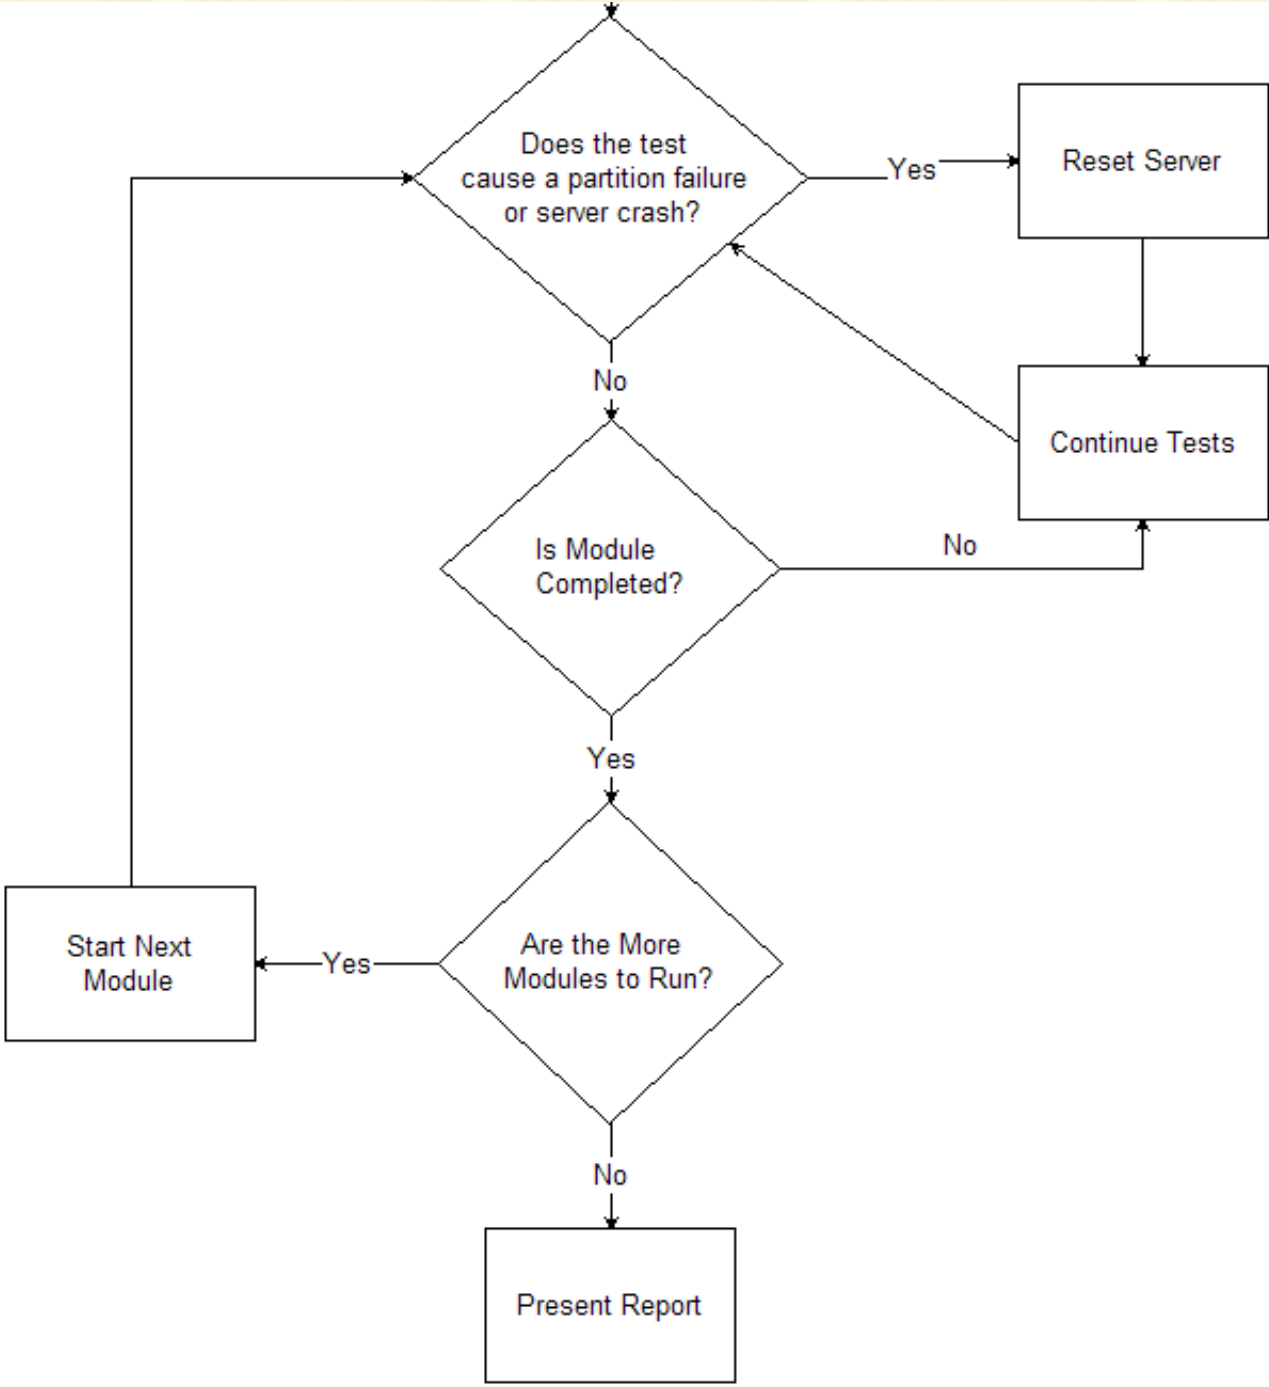 Does the test
cause a partition failure
or server crash?
Yes
Reset Server
No
Continue Tests
Is Module
Completed?
No
Yes
Are the More
Modules to Run?
Yes
Start Next
Module
No
Present Report